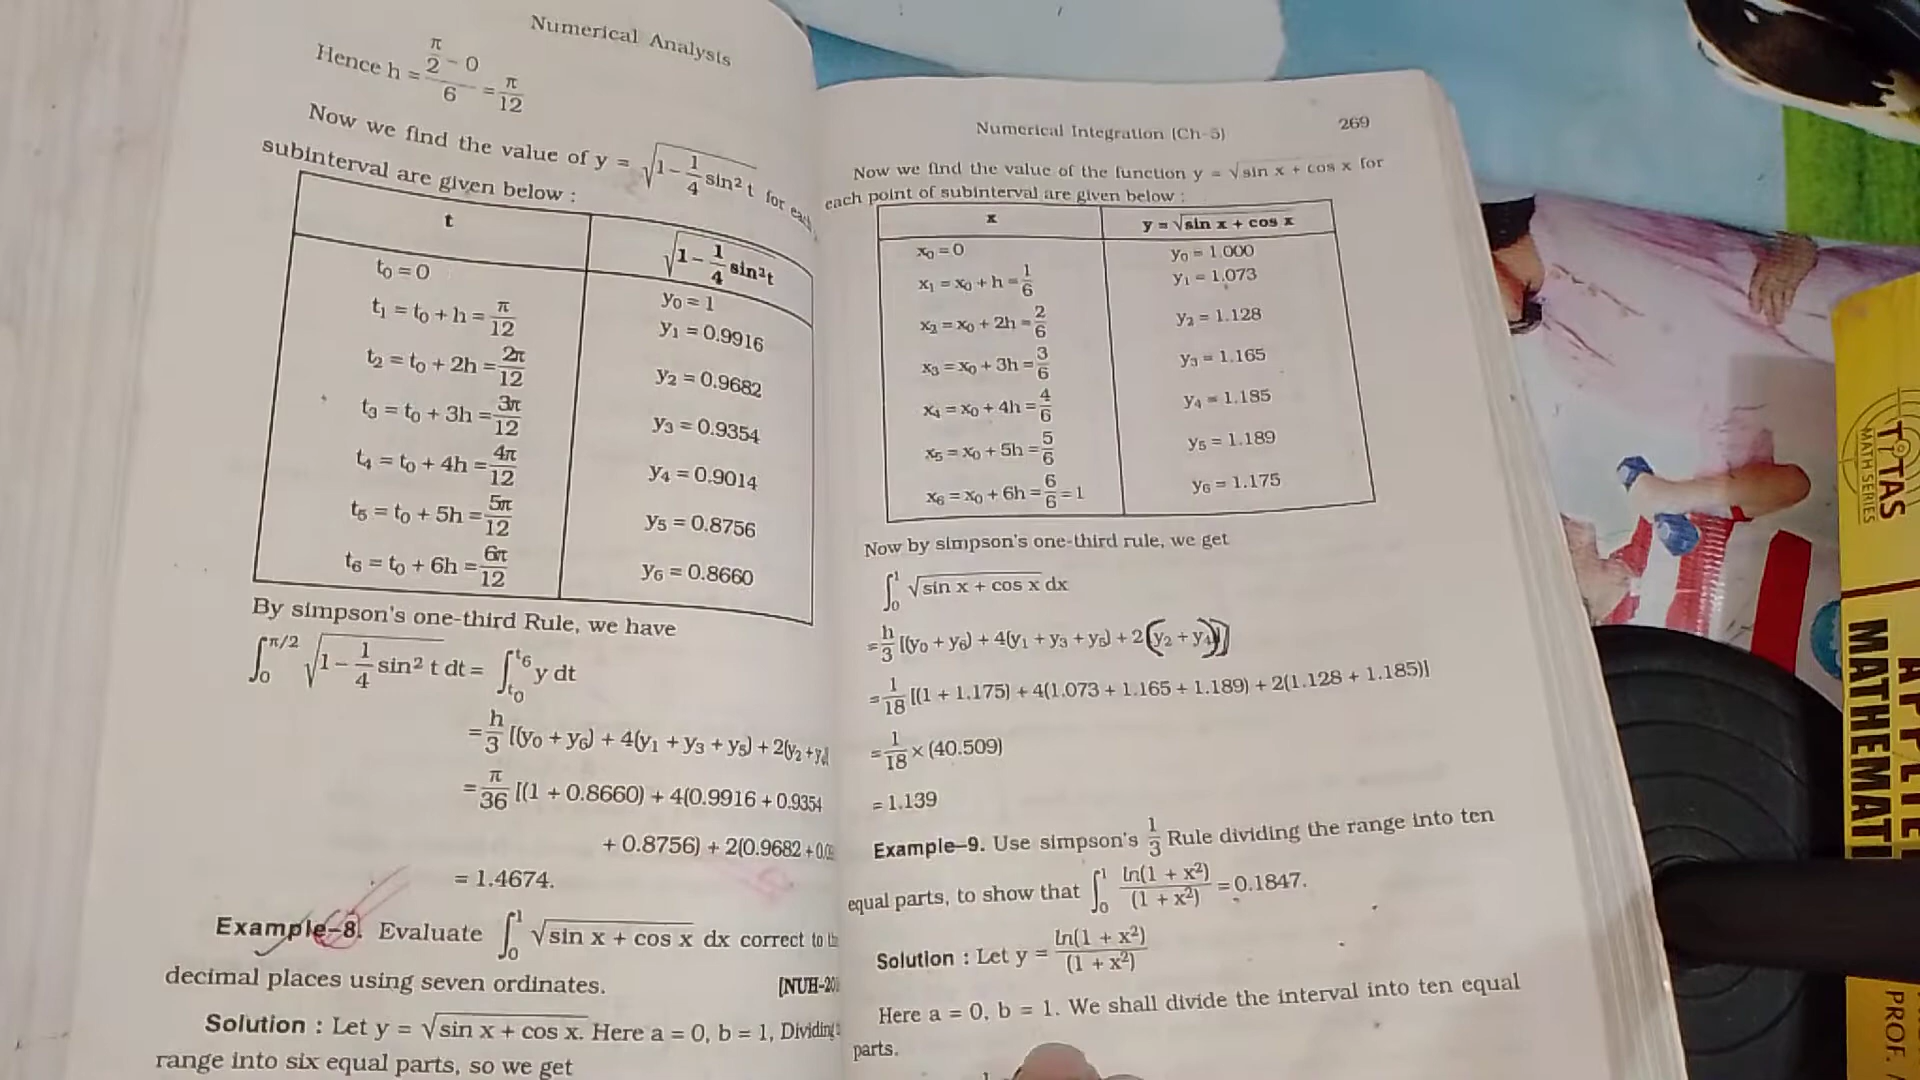 Numerical Analysis
Hence h = (π/2 − 0)/6 = π/12
Now we find the value of y = √(1 − 1/4 sin² t) for each
subinterval are given below :
t | √(1 − 1/4 sin² t)
t₀ = 0 | y₀ = 1
t₁ = t₀ + h = π/12 | y₁ = 0.9916
t₂ = t₀ + 2h = 2π/12 | y₂ = 0.9682
t₃ = t₀ + 3h = 3π/12 | y₃ = 0.9354
t₄ = t₀ + 4h = 4π/12 | y₄ = 0.9014
t₅ = t₀ + 5h = 5π/12 | y₅ = 0.8756
t₆ = t₀ + 6h = 6π/12 | y₆ = 0.8660
By simpson's one-third Rule, we have
∫₀^(π/2) √(1 − 1/4 sin² t) dt = ∫_(t₀)^(t₆) y dt
= h/3 [(y₀ + y₆) + 4(y₁ + y₃ + y₅) + 2(y₂ + y₄
= π/36 [(1 + 0.8660) + 4(0.9916 + 0.9354
+ 0.8756) + 2(0.9682 +
= 1.4674.
Example–8. Evaluate ∫₀¹ √(sin x + cos x) dx correct to
decimal places using seven ordinates. [NUH-20
Solution : Let y = √(sin x + cos x). Here a = 0, b = 1, Dividing
range into six equal parts, so we get
Numerical Integration (Ch-5) 269
Now we find the value of the function y = √(sin x + cos x) for
each point of subinterval are given below :
x | y = √(sin x + cos x)
x₀ = 0 | y₀ = 1.000
x₁ = x₀ + h = 1/6 | y₁ = 1.073
x₂ = x₀ + 2h = 2/6 | y₂ = 1.128
x₃ = x₀ + 3h = 3/6 | y₃ = 1.165
x₄ = x₀ + 4h = 4/6 | y₄ = 1.185
x₅ = x₀ + 5h = 5/6 | y₅ = 1.189
x₆ = x₀ + 6h = 6/6 = 1 | y₆ = 1.175
Now by simpson's one-third rule, we get
∫₀¹ √(sin x + cos x) dx
= h/3 [(y₀ + y₆) + 4(y₁ + y₃ + y₅) + 2(y₂ + y₄)]
= 1/18 [(1 + 1.175) + 4(1.073 + 1.165 + 1.189) + 2(1.128 + 1.185)]
= 1/18 × (40.509)
= 1.139
Example–9. Use simpson's 1/3 Rule dividing the range into ten
equal parts, to show that ∫₀¹ ln(1 + x²)/(1 + x²) = 0.1847.
Solution : Let y = ln(1 + x²)/(1 + x²)
Here a = 0, b = 1. We shall divide the interval into ten equal
parts.
TITAS
MATH SERIES
MATHEMAT
PROF.